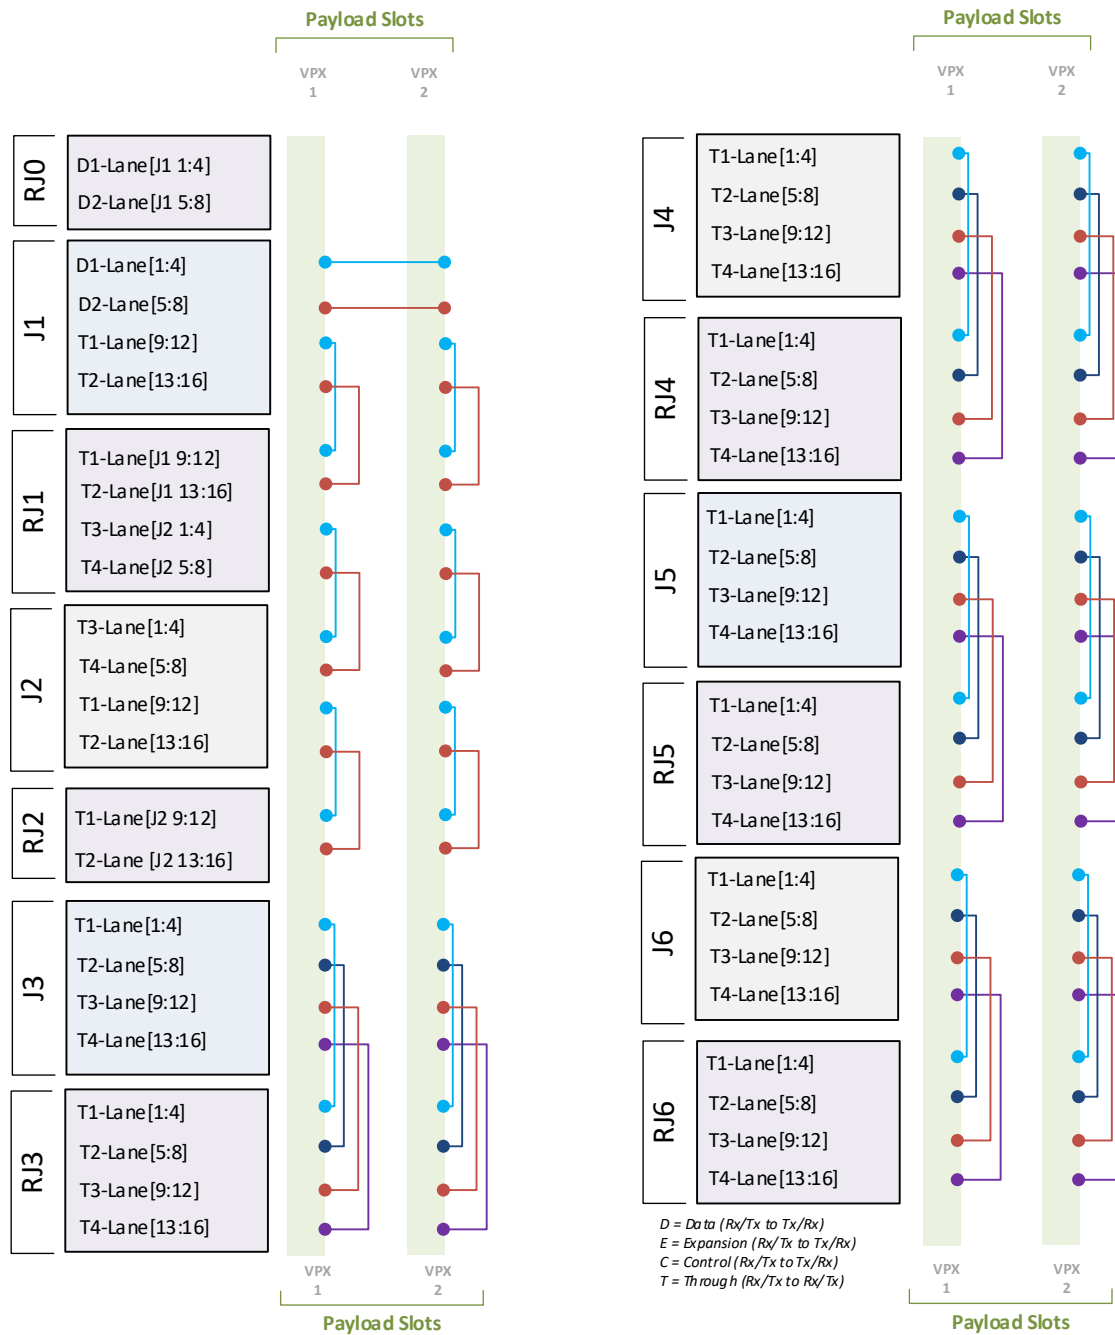 Payload Slots
VPX
1
VPX
2
RJ0
D1-Lane[J1 1:4]
D2-Lane[J1 5:8]
J1
D1-Lane[1:4]
D2-Lane[5:8]
T1-Lane[9:12]
T2-Lane[13:16]
RJ1
T1-Lane[J1 9:12]
T2-Lane[J1 13:16]
T3-Lane[J2 1:4]
T4-Lane[J2 5:8]
J2
T3-Lane[1:4]
T4-Lane[5:8]
T1-Lane[9:12]
T2-Lane[13:16]
RJ2
T1-Lane[J2 9:12]
T2-Lane [J2 13:16]
J3
T1-Lane[1:4]
T2-Lane[5:8]
T3-Lane[9:12]
T4-Lane[13:16]
RJ3
T1-Lane[1:4]
T2-Lane[5:8]
T3-Lane[9:12]
T4-Lane[13:16]
VPX
1
VPX
2
Payload Slots
Payload Slots
VPX
1
VPX
2
J4
T1-Lane[1:4]
T2-Lane[5:8]
T3-Lane[9:12]
T4-Lane[13:16]
RJ4
T1-Lane[1:4]
T2-Lane[5:8]
T3-Lane[9:12]
T4-Lane[13:16]
J5
T1-Lane[1:4]
T2-Lane[5:8]
T3-Lane[9:12]
T4-Lane[13:16]
RJ5
T1-Lane[1:4]
T2-Lane[5:8]
T3-Lane[9:12]
T4-Lane[13:16]
J6
T1-Lane[1:4]
T2-Lane[5:8]
T3-Lane[9:12]
T4-Lane[13:16]
RJ6
T1-Lane[1:4]
T2-Lane[5:8]
T3-Lane[9:12]
T4-Lane[13:16]
D = Data (Rx/Tx to Tx/Rx)
E = Expansion (Rx/Tx to Tx/Rx)
C = Control (Rx/Tx to Tx/Rx)
T = Through (Rx/Tx to Rx/Tx)
VPX
1
VPX
2
Payload Slots